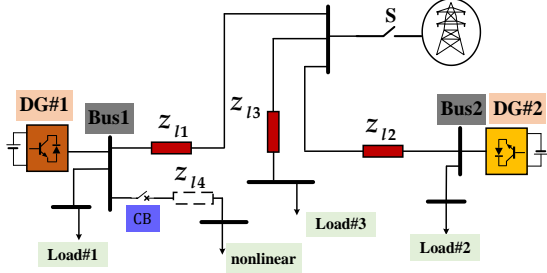 S
DG#1
Bus1
Z l1
Z l3
Z l2
Bus2
DG#2
Z l4
CB
Load#1
nonlinear
Load#3
Load#2